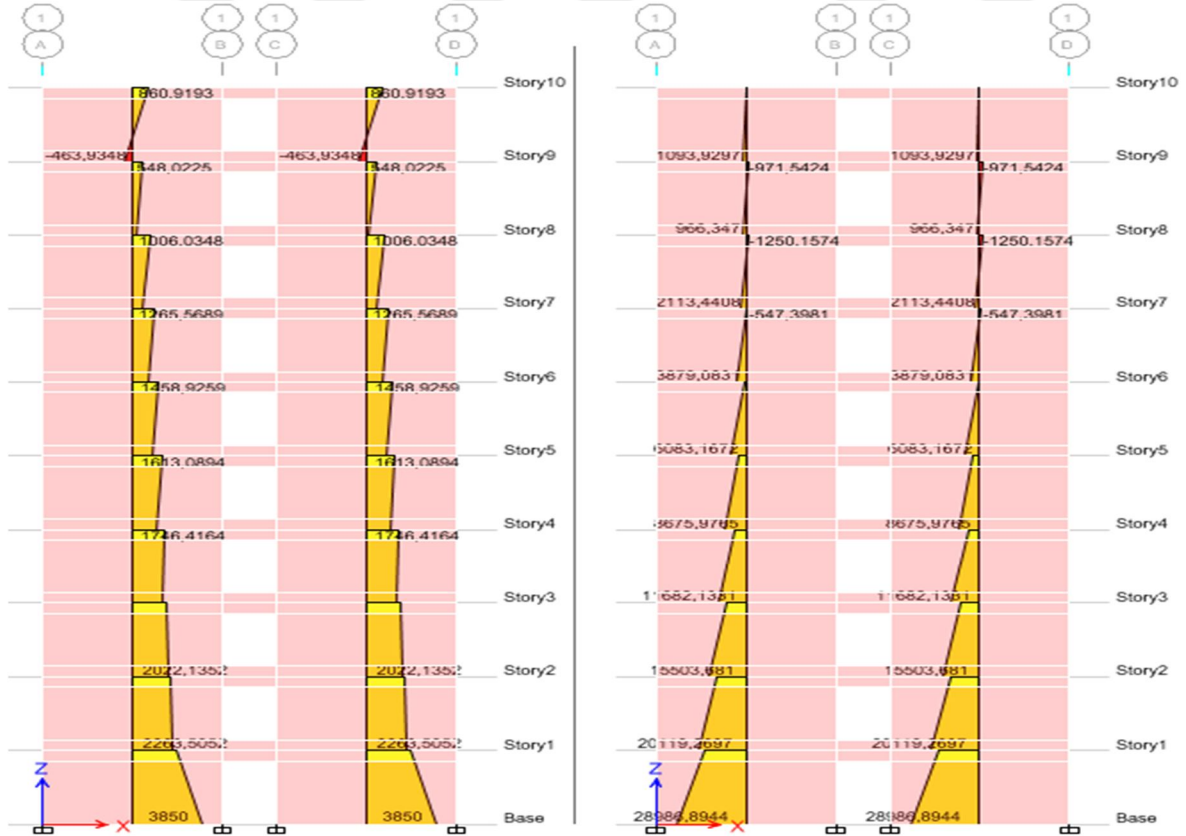 1 1 1 1 1 1 1 1
A B C D A B C D
Story10
860.9193 860.9193
Story10
-463,9348 -463,9348
Story9
1093,9297 1093,9297
Story9
548,0225 548,0225
-971,5424 -971,5424
Story8
966,347 966,347
Story8
1006.0348 1006.0348
-1250.1574 -1250.1574
Story7
2113,4408 2113,4408
Story7
1265,5689 1265,5689
-547,3981 -547,3981
Story6
3879,0831 3879,0831
Story6
1458,9259 1458,9259
Story5
6083,1672 6083,1672
Story5
1613,0894 1613,0894
Story4
8675,9765 8675,9765
Story4
1746,4164 1746,4164
Story3
11682,1331 11682,1331
Story3
2022,1352 2022,1352
Story2
15503,681 15503,681
Story2
2263,5052 2263,5052
Story1
20119,2697 20119,2697
Story1
Z Z
3850 3850
Base
28986,8944 28986,8944
Base
X X